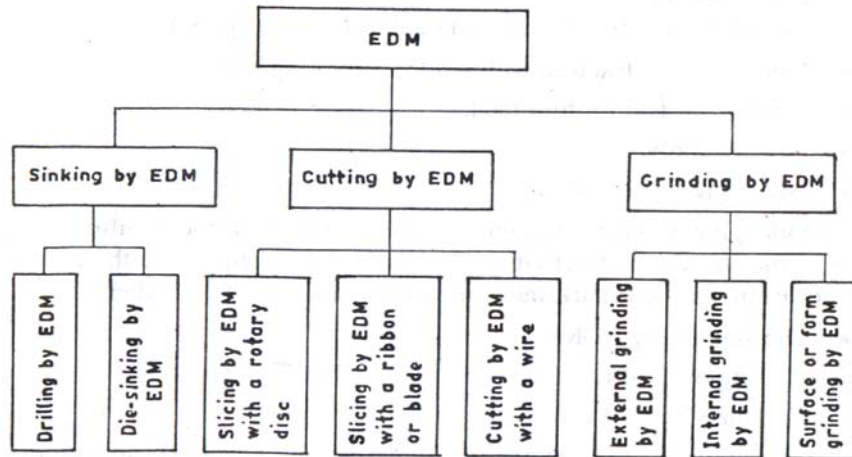 EDM
Sinking by EDM
Cutting by EDM
Grinding by EDM
Drilling by EDM
Die-sinking by
EDM
Slicing by EDM
with a rotary
disc
Slicing by EDM
with a ribbon
or blade
Cutting by EDM
with a wire
External grinding
by EDM
Internal grinding
by EDM
Surface or form
grinding by EDM